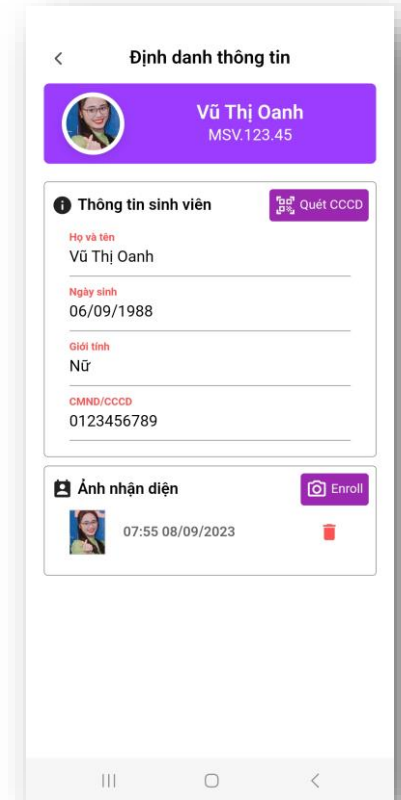 Định danh thông tin
Vũ Thị Oanh
MSV.123.45
Thông tin sinh viên
Quét CCCD
Họ và tên
Vũ Thị Oanh
Ngày sinh
06/09/1988
Giới tính
Nữ
CMND/CCCD
0123456789
Ảnh nhận diện
Enroll
07:55 08/09/2023